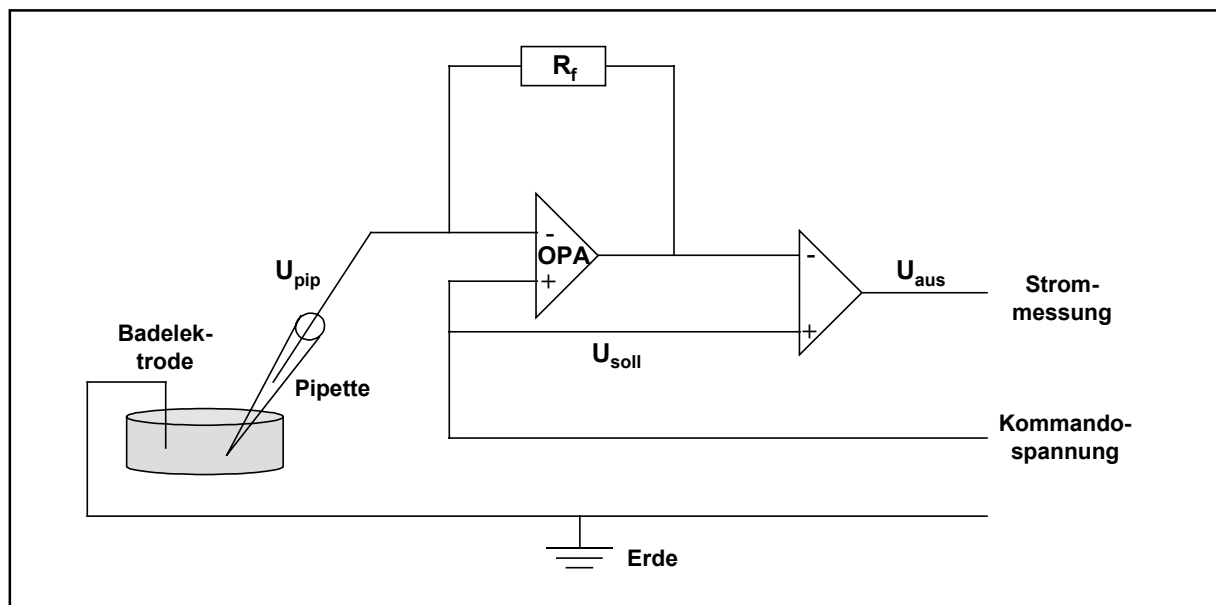 R_f
-
OPA
+
-
+
U_pip
U_aus
Strom-
messung
Badelek-
trode
U_soll
Pipette
Kommando-
spannung
Erde